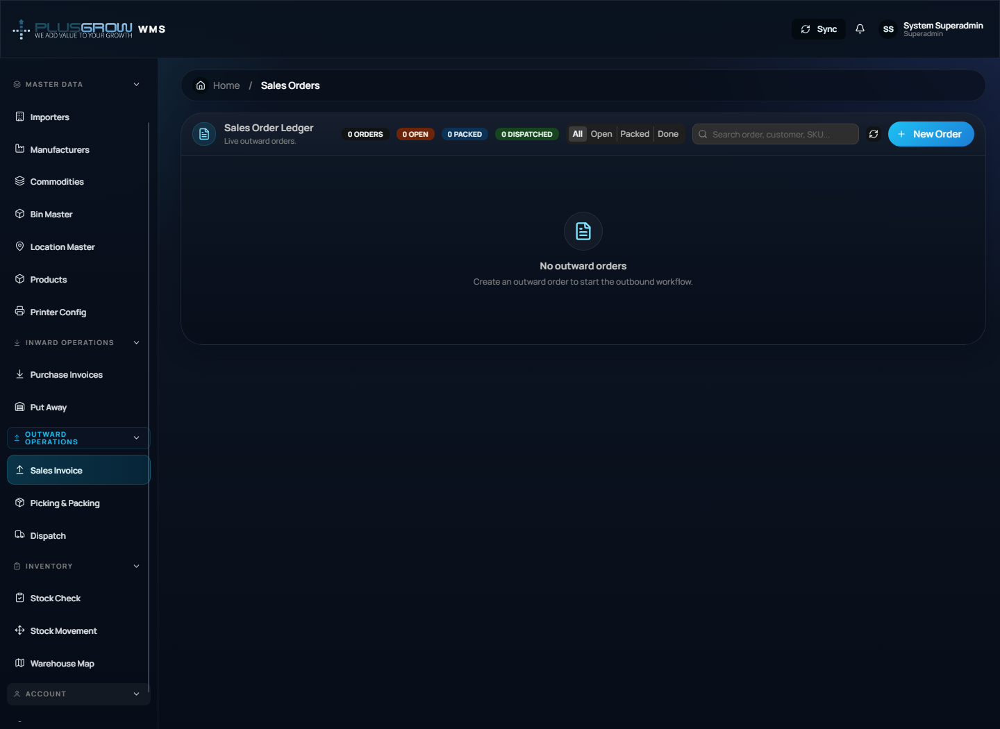 PLUSGROW WMS
WE ADD VALUE TO YOUR GROWTH
Sync
SS
System Superadmin
Superadmin
MASTER DATA
Importers
Manufacturers
Commodities
Bin Master
Location Master
Products
Printer Config
INWARD OPERATIONS
Purchase Invoices
Put Away
OUTWARD
OPERATIONS
Sales Invoice
Picking & Packing
Dispatch
INVENTORY
Stock Check
Stock Movement
Warehouse Map
ACCOUNT
Home / Sales Orders
Sales Order Ledger
Live outward orders.
0 ORDERS 0 OPEN 0 PACKED 0 DISPATCHED
All Open Packed Done
Search order, customer, SKU...
New Order
No outward orders
Create an outward order to start the outbound workflow.